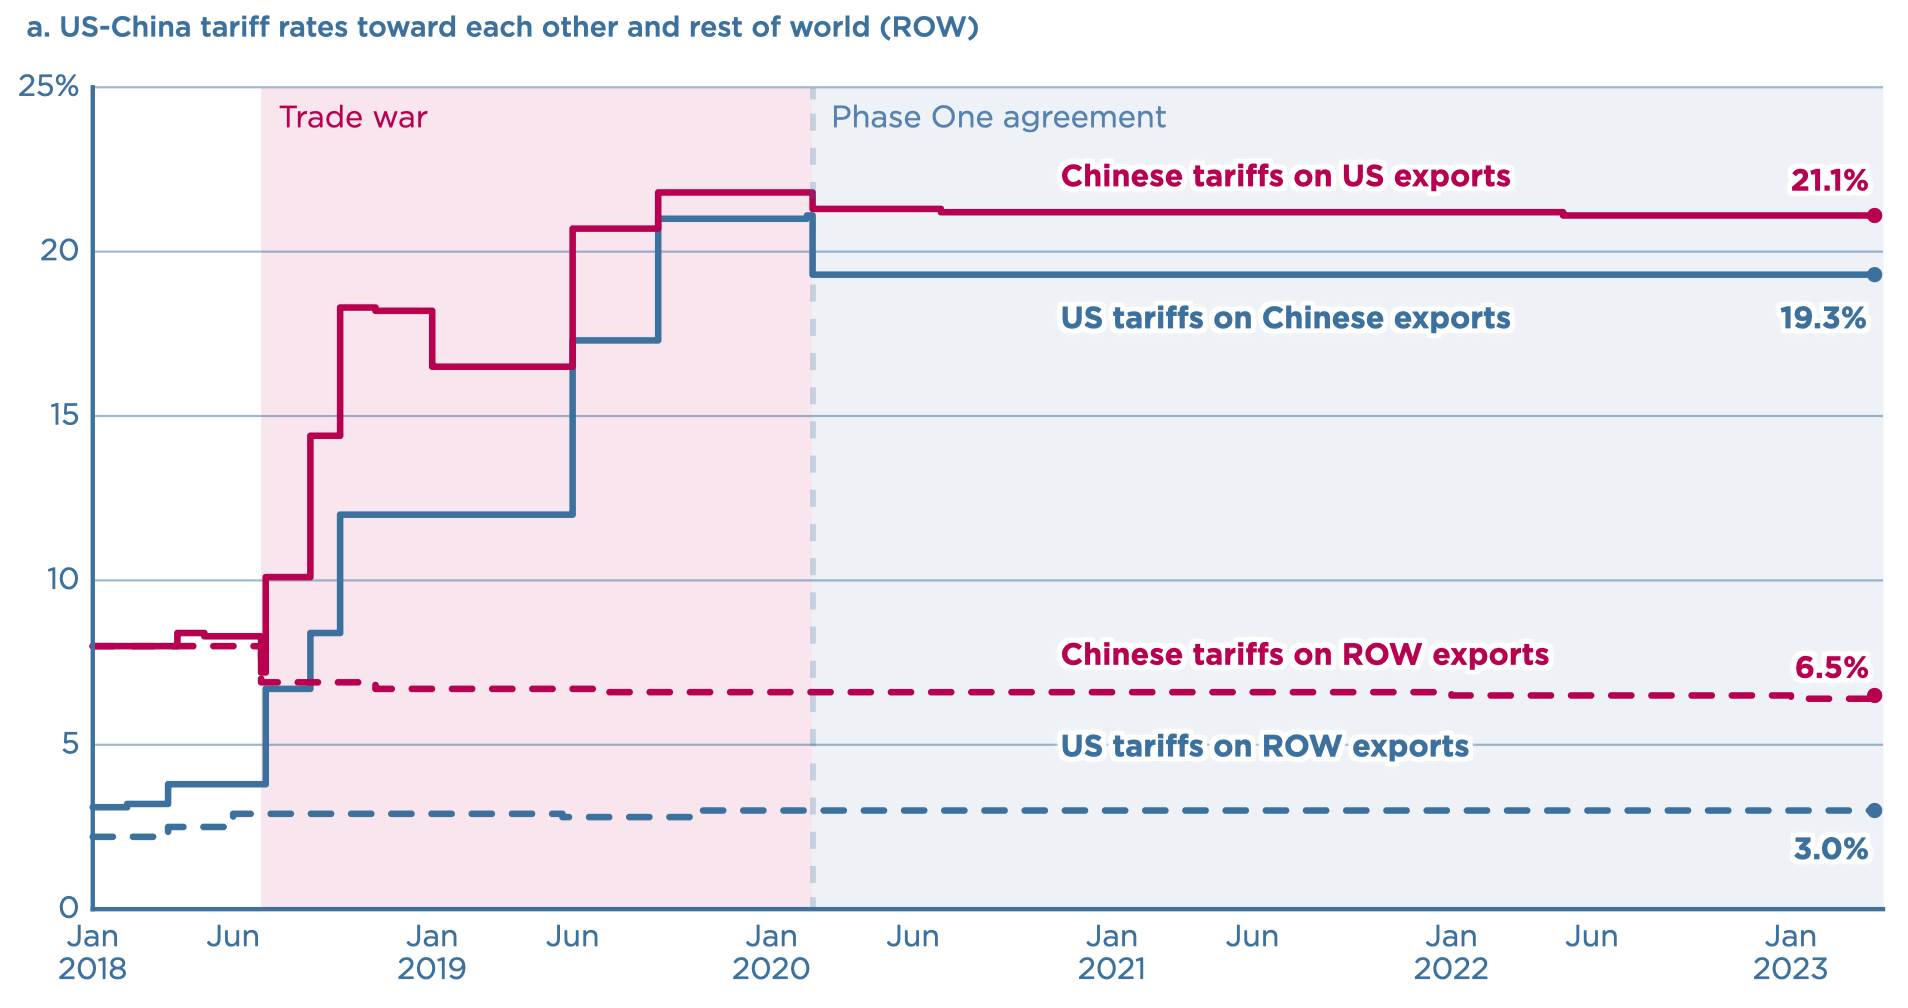 a. US-China tariff rates toward each other and rest of world (ROW)
25%
Trade war
Phase One agreement
Chinese tariffs on US exports
21.1%
20
US tariffs on Chinese exports
19.3%
15
10
Chinese tariffs on ROW exports
6.5%
5
US tariffs on ROW exports
3.0%
0
Jan Jun Jan Jun Jan Jun Jan Jun Jan Jun Jan
2018 2019 2020 2021 2022 2023